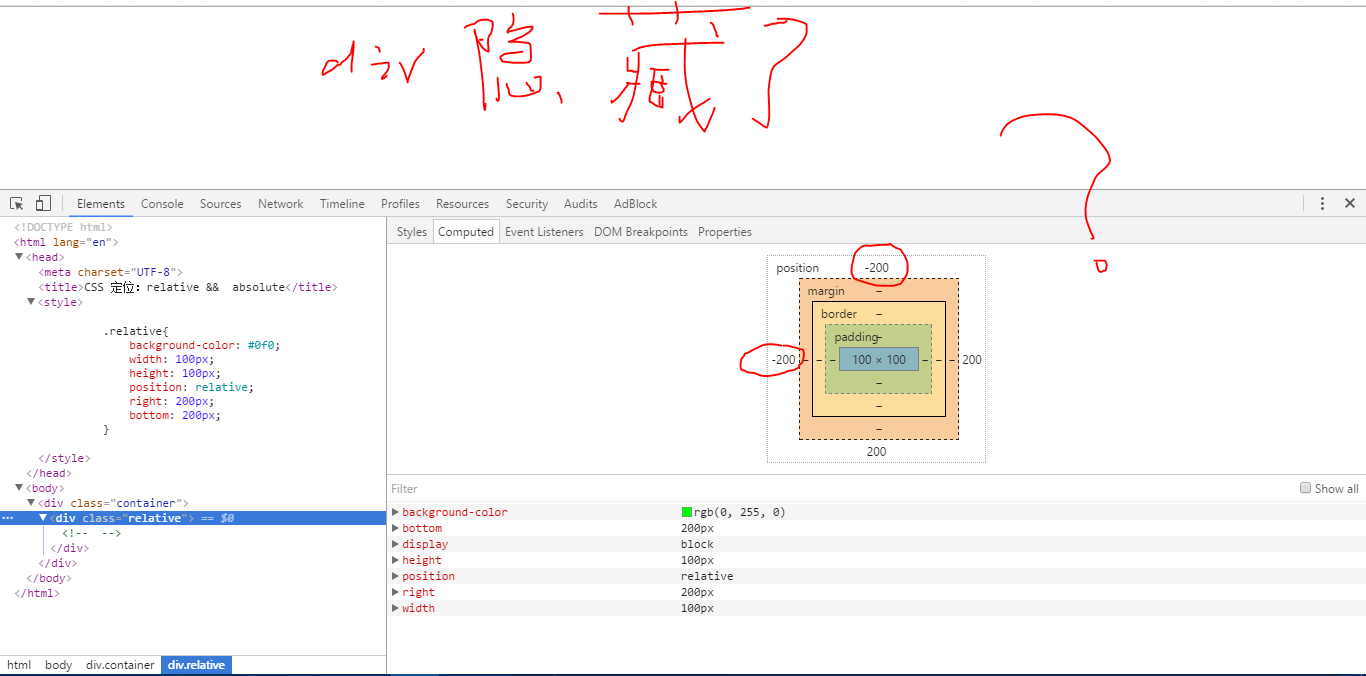 div 隐藏了
?
Elements Console Sources Network Timeline Profiles Resources Security Audits AdBlock
<!DOCTYPE html>
<html lang="en">
<head>
<meta charset="UTF-8">
<title>CSS 定位：relative && absolute</title>
<style>
.relative{
background-color: #0f0;
width: 100px;
height: 100px;
position: relative;
right: 200px;
bottom: 200px;
}
</style>
</head>
<body>
<div class="container">
<div class="relative"> == $0
<!-- -->
</div>
</div>
</body>
</html>
html body div.container div.relative
Styles Computed Event Listeners DOM Breakpoints Properties
position -200
margin –
border –
padding –
-200 – – – 100 × 100 – – – 200
–
–
–
200
Filter Show all
background-color rgb(0, 255, 0)
bottom 200px
display block
height 100px
position relative
right 200px
width 100px